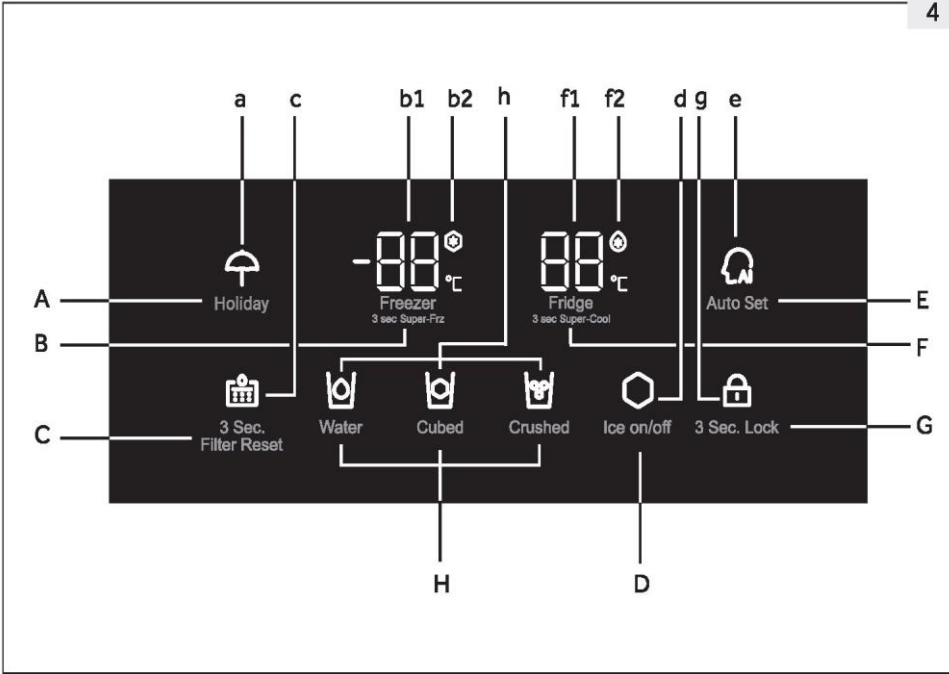 4
a
c
b1
b2
h
f1
f2
d
g
e
-88 °C
88 °C
AI
A
Holiday
Freezer
Fridge
Auto Set
E
3 sec Super-Frz
3 sec Super-Cool
B
F
C
3 Sec.
Filter Reset
Water
Cubed
Crushed
Ice on/off
3 Sec. Lock
G
H
D